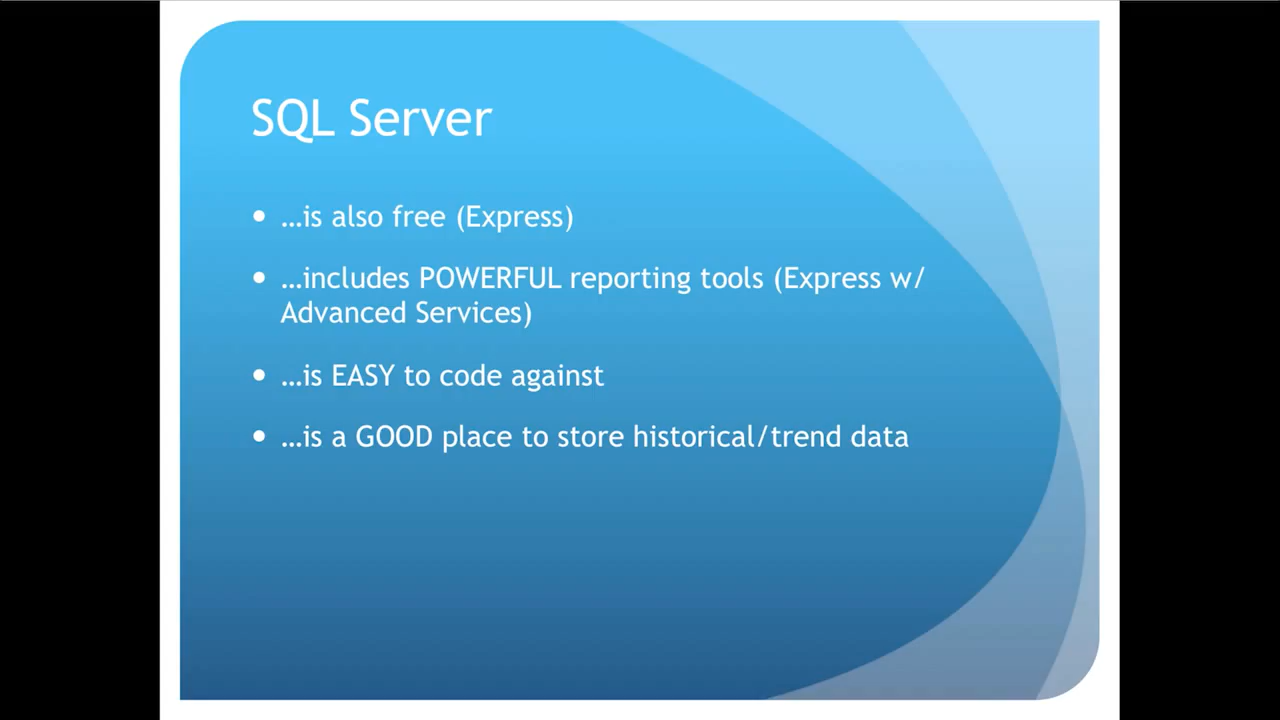 SQL Server
• …is also free (Express)
• …includes POWERFUL reporting tools (Express w/
Advanced Services)
• …is EASY to code against
• …is a GOOD place to store historical/trend data